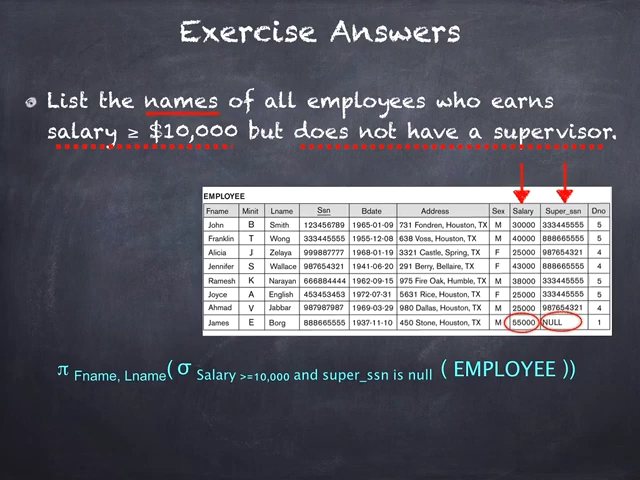 Exercise Answers
List the names of all employees who earns
salary ≥ $10,000 but does not have a supervisor.
EMPLOYEE
Fname Minit Lname Ssn Bdate Address Sex Salary Super_ssn Dno
John B Smith 123456789 1965-01-09 731 Fondren, Houston, TX M 30000 333445555 5
Franklin T Wong 333445555 1955-12-08 638 Voss, Houston, TX M 40000 888665555 5
Alicia J Zelaya 999887777 1968-01-19 3321 Castle, Spring, TX F 25000 987654321 4
Jennifer S Wallace 987654321 1941-06-20 291 Berry, Bellaire, TX F 43000 888665555 4
Ramesh K Narayan 666884444 1962-09-15 975 Fire Oak, Humble, TX M 38000 333445555 5
Joyce A English 453453453 1972-07-31 5631 Rice, Houston, TX F 25000 333445555 5
Ahmad V Jabbar 987987987 1969-03-29 980 Dallas, Houston, TX M 25000 987654321 4
James E Borg 888665555 1937-11-10 450 Stone, Houston, TX M 55000 NULL 1
π Fname, Lname( σ Salary >=10,000 and super_ssn is null ( EMPLOYEE ))